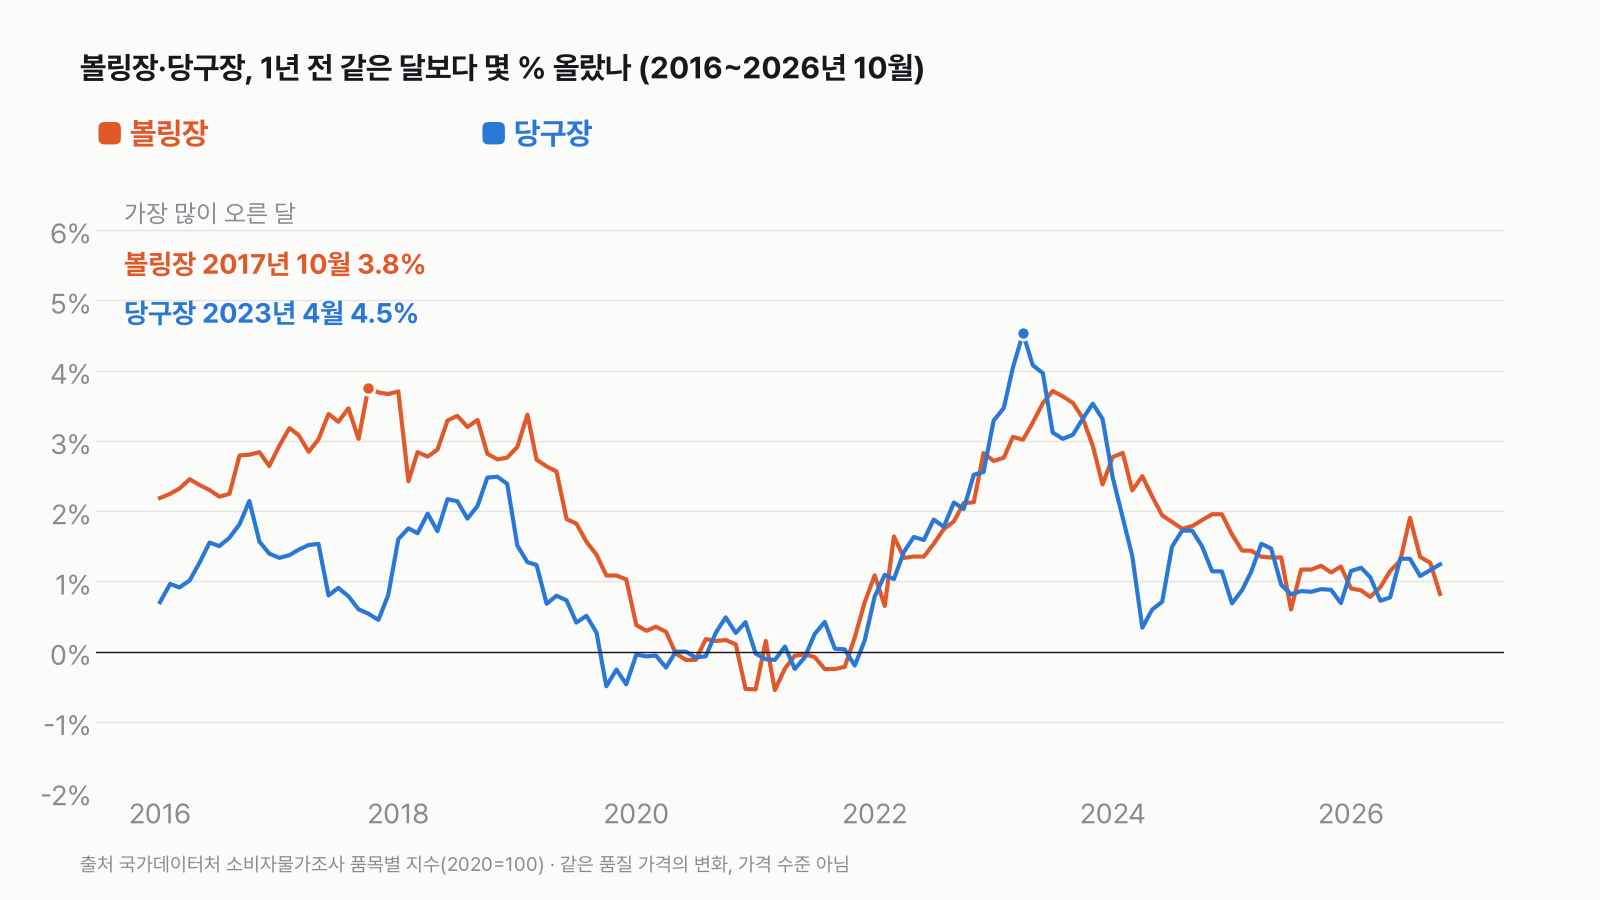 볼링장·당구장, 1년 전 같은 달보다 몇 % 올랐나 (2016~2026년 10월)
볼링장
당구장
가장 많이 오른 달
6%
볼링장 2017년 10월 3.8%
5%
당구장 2023년 4월 4.5%
4%
3%
2%
1%
0%
-1%
-2%
2016 2018 2020 2022 2024 2026
출처 국가데이터처 소비자물가조사 품목별 지수(2020=100) · 같은 품질 가격의 변화, 가격 수준 아님